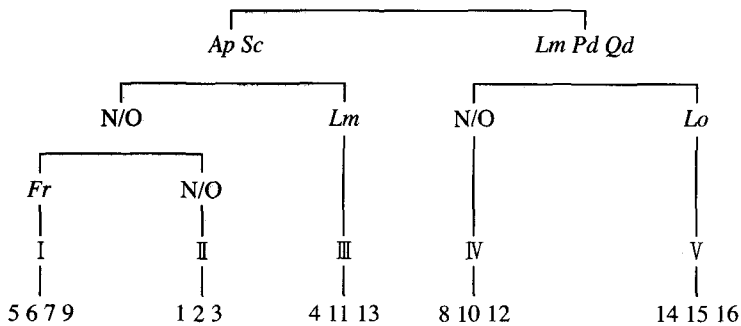 Ap Sc Lm Pd Qd
N/O Lm N/O Lo
Fr N/O
Ⅰ Ⅱ Ⅲ Ⅳ Ⅴ
5 6 7 9 1 2 3 4 11 13 8 10 12 14 15 16